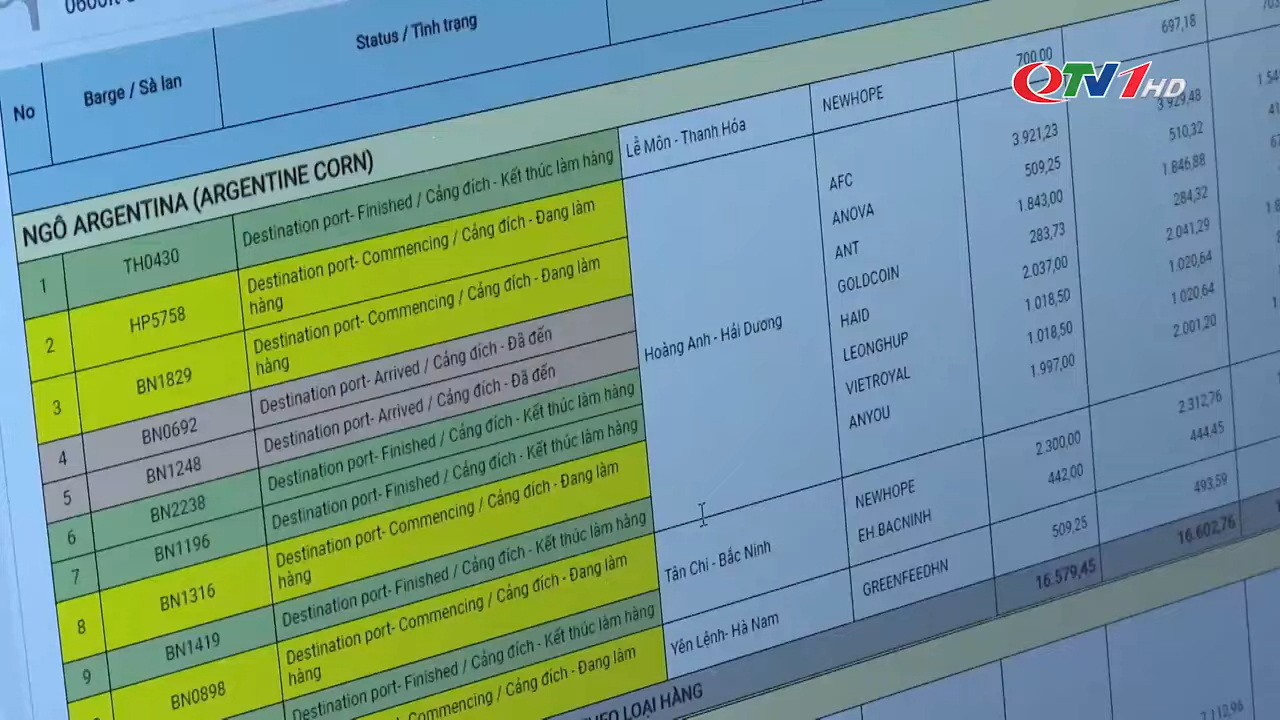 No
Barge / Sà lan
Status / Tình trạng
QTV1HD
NGÔ ARGENTINA (ARGENTINE CORN)
1 TH0430 Destination port- Finished / Cảng đích - Kết thúc làm hàng
2 HP5758 Destination port- Commencing / Cảng đích - Đang làm
hàng
3 BN1829 Destination port- Commencing / Cảng đích - Đang làm
hàng
4 BN0692 Destination port- Arrived / Cảng đích - Đã đến
5 BN1248 Destination port- Arrived / Cảng đích - Đã đến
6 BN2238 Destination port- Finished / Cảng đích - Kết thúc làm hàng
7 BN1196 Destination port- Finished / Cảng đích - Kết thúc làm hàng
8 BN1316 Destination port- Commencing / Cảng đích - Đang làm
hàng
9 BN1419 Destination port- Finished / Cảng đích - Kết thúc làm hàng
BN0898 Destination port- Commencing / Cảng đích - Đang làm
hàng
Destination port- Finished / Cảng đích - Kết thúc làm hàng
Commencing / Cảng đích - Đang làm
Lễ Môn - Thanh Hóa
Hoàng Anh - Hải Dương
Tân Chi - Bắc Ninh
Yên Lệnh- Hà Nam
NEWHOPE
AFC
ANOVA
ANT
GOLDCOIN
HAID
LEONGHUP
VIETROYAL
ANYOU
NEWHOPE
EH.BACNINH
GREENFEEDHN
700,00
3.921,23
509,25
1.843,00
283,73
2.037,00
1.018,50
1.018,50
1.997,00
2.300,00
442,00
509,25
16.579,45
697,18
3.929,48
510,32
1.846,88
284,32
2.041,29
1.020,64
1.020,64
2.001,20
2.312,76
444,45
493,59
16.602,76
LOẠI HÀNG